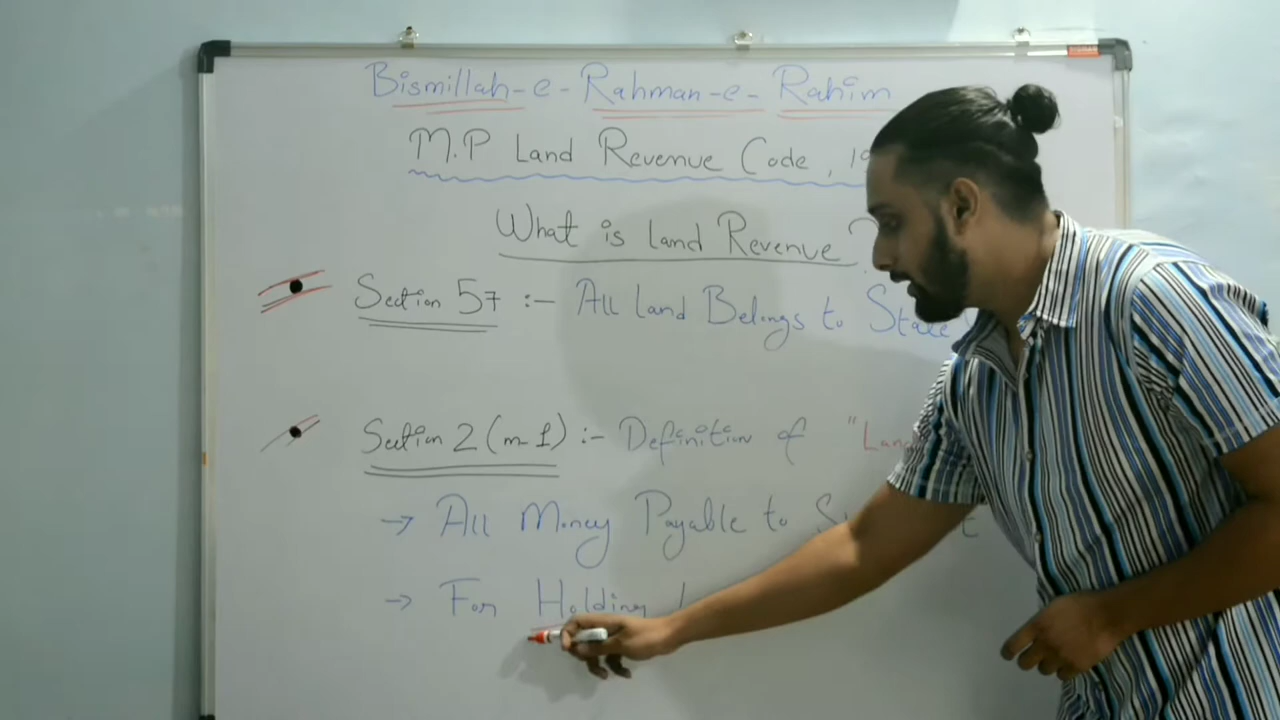 Bismillah-e-Rahman-e-Rahim
M.P Land Revenue Code, 19
What is land Revenue ?
Section 57 :- All Land Belongs to State
Section 2 (m-1) :- Definition of "Lan
→ All Money Payable to
→ For Holding